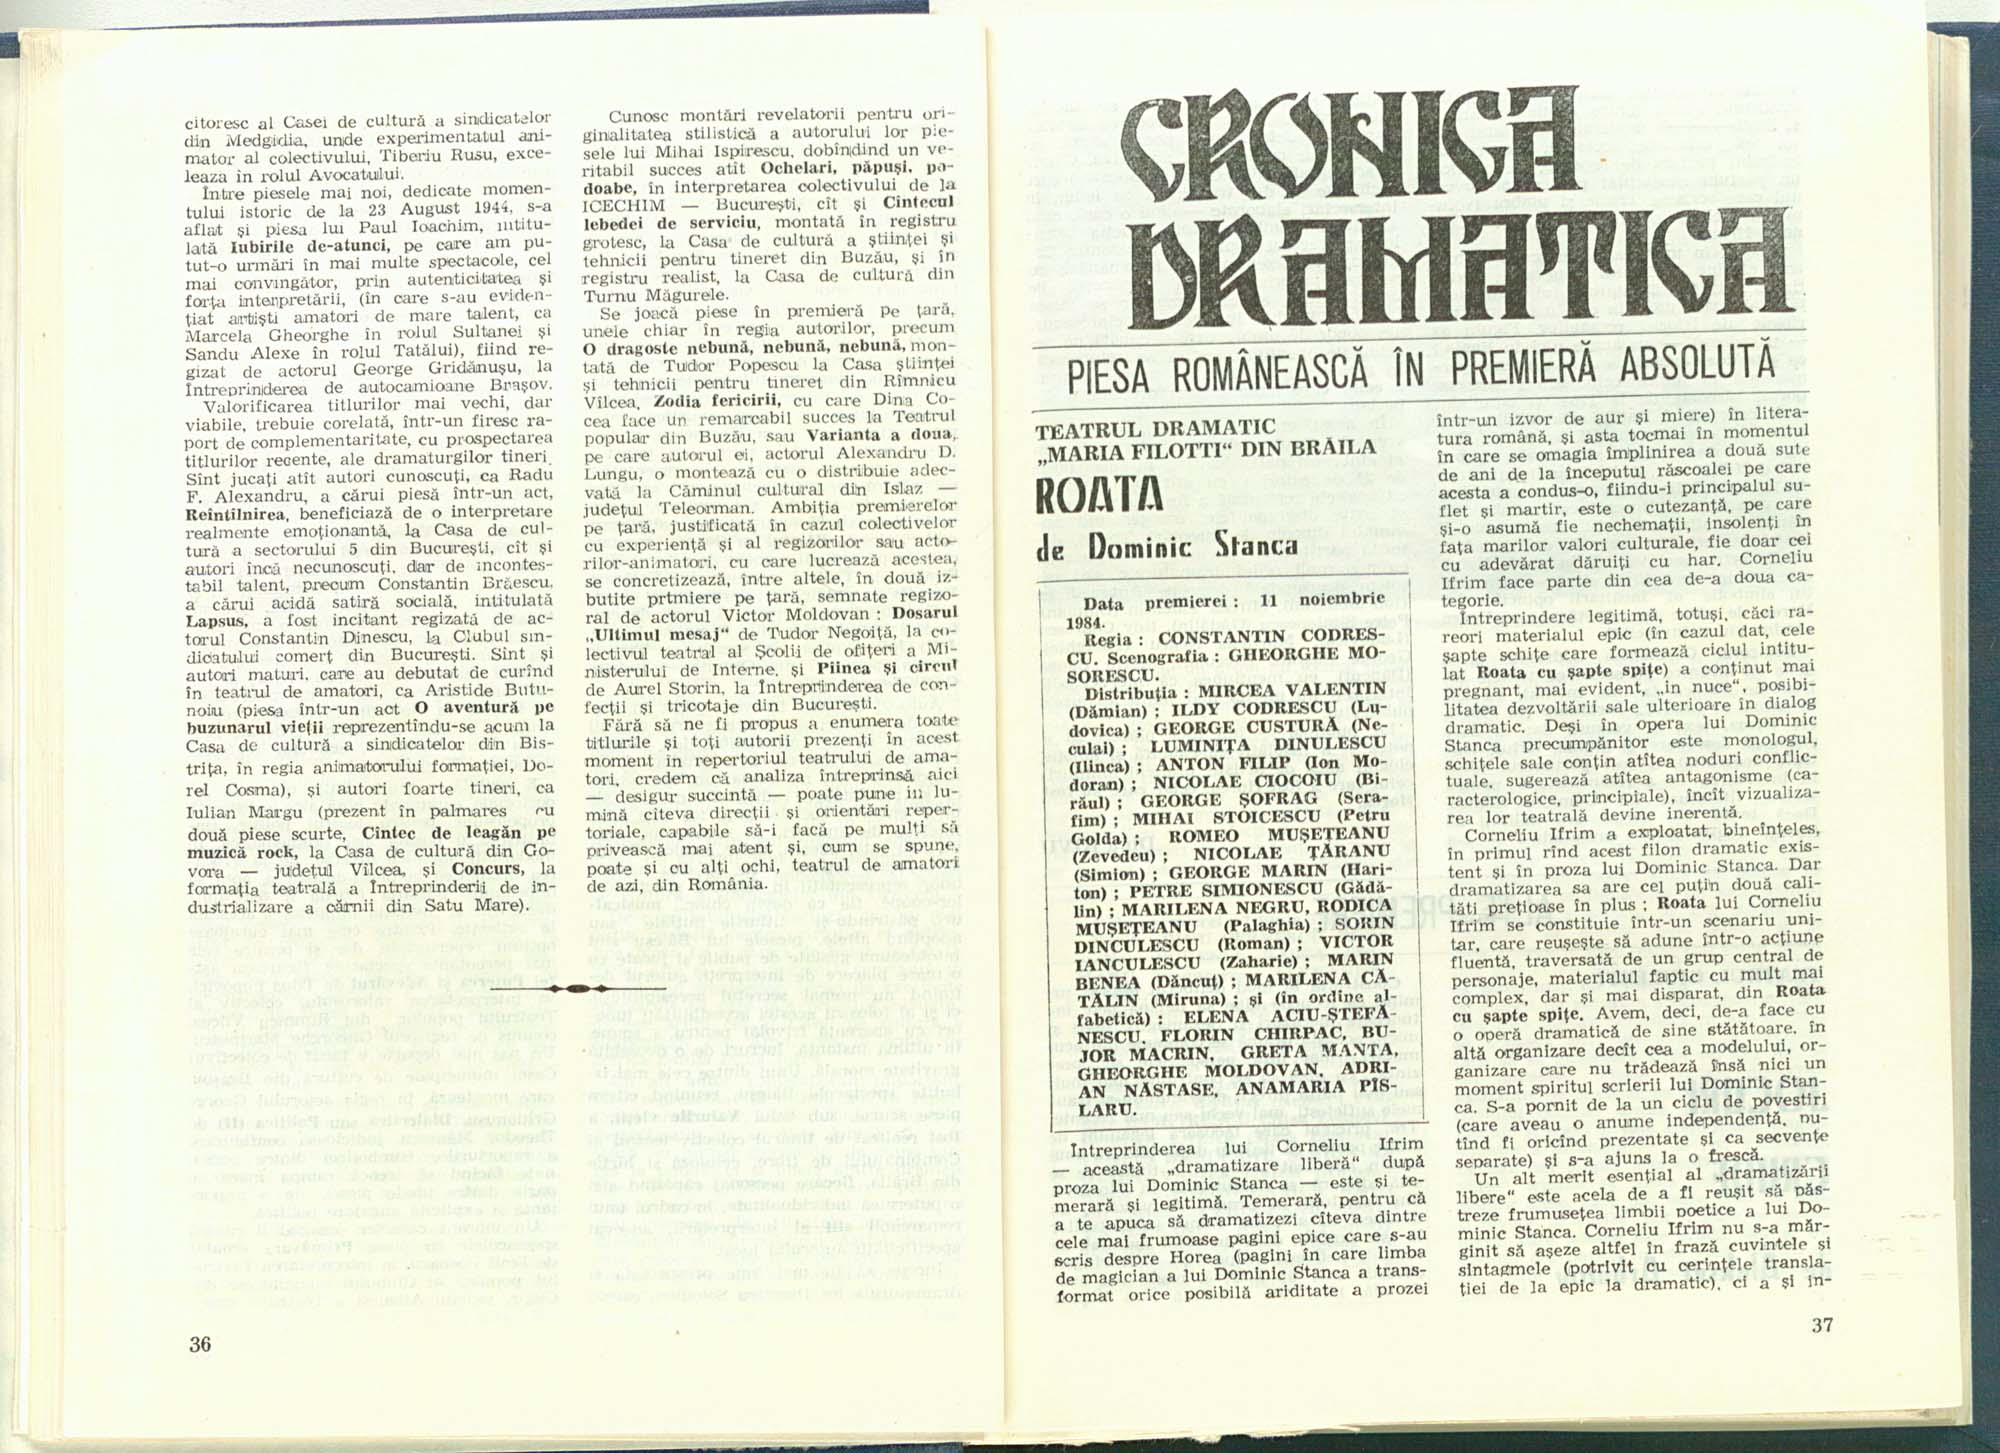 citoresc al Casei de cultură a sindicatelor
din Medgidia, unde experimentatul ani-
mator al colectivului, Tiberiu Rusu, exce-
lează în rolul Avocatului.
Între piesele mai noi, dedicate momen-
tului istoric de la 23 August 1944, s-a
aflat și piesa lui Paul Ioachim, intitu-
lată Iubirile de-atunci, pe care am pu-
tut-o urmări în mai multe spectacole, cel
mai convingător, prin autenticitatea și
forța interpretării, (în care s-au eviden-
țiat artiști amatori de mare talent, ca
Marcela Gheorghe în rolul Sultanei și
Sandu Alexe în rolul Tatălui), fiind re-
gizat de actorul George Gridănușu, la
Întreprinderea de autocamioane Brașov.
Valorificarea titlurilor mai vechi, dar
viabile, trebuie corelată, într-un firesc ra-
port de complementaritate, cu prospectarea
titlurilor recente, ale dramaturgilor tineri.
Sînt jucați atît autori cunoscuți, ca Radu
F. Alexandru, a cărui piesă într-un act,
Reîntîlnirea, beneficiază de o interpretare
realmente emoționantă, la Casa de cul-
tură a sectorului 5 din București, cît și
autori încă necunoscuți, dar de incontes-
tabil talent, precum Constantin Brăescu,
a cărui acidă satiră socială, intitulată
Lapsus, a fost incitant regizată de ac-
torul Constantin Dinescu, la Clubul sin-
dicatului comerț din București. Sînt și
autori maturi, care au debutat de curînd
în teatrul de amatori, ca Aristide Butu-
noiu (piesa într-un act O aventură pe
buzunarul vieții reprezentîndu-se acum la
Casa de cultură a sindicatelor din Bis-
trița, în regia animatorului formației, Do-
rel Cosma), și autori foarte tineri, ca
Iulian Margu (prezent în palmares cu
două piese scurte, Cîntec de leagăn pe
muzică rock, la Casa de cultură din Go-
vora — județul Vîlcea, și Concurs, la
formația teatrală a Întreprinderii de in-
dustrializare a cărnii din Satu Mare).
Cunosc montări revelatorii pentru ori-
ginalitatea stilistică a autorului lor pie-
sele lui Mihai Ispirescu, dobîndind un ve-
ritabil succes atît Ochelari, păpuși, po-
doabe, în interpretarea colectivului de la
ICECHIM — București, cît și Cîntecul
lebedei de serviciu, montată în registru
grotesc, la Casa de cultură a științei și
tehnicii pentru tineret din Buzău, și în
registru realist, la Casa de cultură din
Turnu Măgurele.
Se joacă piese în premieră pe țară,
unele chiar în regia autorilor, precum
O dragoste nebună, nebună, nebună, mon-
tată de Tudor Popescu la Casa științei
și tehnicii pentru tineret din Rîmnicu
Vîlcea, Zodia fericirii, cu care Dina Co-
cea face un remarcabil succes la Teatrul
popular din Buzău, sau Varianta a doua,
pe care autorul ei, actorul Alexandru D.
Lungu, o montează cu o distribuție adec-
vată la Căminul cultural din Islaz —
județul Teleorman. Ambiția premierelor
pe țară, justificată în cazul colectivelor
cu experiență și al regizorilor sau acto-
rilor-animatori, cu care lucrează acestea,
se concretizează, între altele, în două iz-
butite prtmiere pe țară, semnate regizo-
ral de actorul Victor Moldovan : Dosarul
„Ultimul mesaj“ de Tudor Negoiță, la co-
lectivul teatral al Școlii de ofițeri a Mi-
nisterului de Interne, și Pîinea și circul
de Aurel Storin, la Întreprinderea de con-
fecții și tricotaje din București.
Fără să ne fi propus a enumera toate
titlurile și toți autorii prezenți în acest
moment în repertoriul teatrului de ama-
tori, credem că analiza întreprinsă aici
— desigur succintă — poate pune in lu-
mină cîteva direcții și orientări reper-
toriale, capabile să-i facă pe mulți să
privească mai atent și, cum se spune,
poate și cu alți ochi, teatrul de amatori
de azi, din România.
36
CRONICA
DRAMATICA
PIESA ROMÂNEASCĂ ÎN PREMIERĂ ABSOLUTĂ
TEATRUL DRAMATIC
„MARIA FILOTTI“ DIN BRĂILA
ROATA
de Dominic Stanca
Data premierei : 11 noiembrie
1984.
Regia : CONSTANTIN CODRES-
CU. Scenografia : GHEORGHE MO-
SORESCU.
Distribuția : MIRCEA VALENTIN
(Dămian) ; ILDY CODRESCU (Lu-
dovica) ; GEORGE CUSTURĂ (Ne-
culai) ; LUMINIȚA DINULESCU
(Ilinca) ; ANTON FILIP (Ion Mo-
doran) ; NICOLAE CIOCOIU (Bi-
răul) ; GEORGE ȘOFRAG (Sera-
fim) ; MIHAI STOICESCU (Petru
Golda) ; ROMEO MUȘETEANU
(Zevedeu) ; NICOLAE ȚĂRANU
(Simion) ; GEORGE MARIN (Hari-
ton) ; PETRE SIMIONESCU (Gădă-
lin) ; MARILENA NEGRU, RODICA
MUȘEȚEANU (Palaghia) ; SORIN
DINCULESCU (Roman) ; VICTOR
IANCULESCU (Zaharie) ; MARIN
BENEA (Dăncuț) ; MARILENA CĂ-
TĂLIN (Miruna) ; și (în ordine al-
fabetică) : ELENA ACIU-ȘTEFĂ-
NESCU, FLORIN CHIRPAC, BU-
JOR MACRIN, GRETA MANTA,
GHEORGHE MOLDOVAN, ADRI-
AN NĂSTASE, ANAMARIA PÎS-
LARU.
Întreprinderea lui Corneliu Ifrim
— această „dramatizare liberă“ după
proza lui Dominic Stanca — este și te-
merară și legitimă. Temerară, pentru că
a te apuca să dramatizezi cîteva dintre
cele mai frumoase pagini epice care s-au
scris despre Horea (pagini în care limba
de magician a lui Dominic Stanca a trans-
format orice posibilă ariditate a prozei
într-un izvor de aur și miere) în litera-
tura română, și asta tocmai în momentul
în care se omagia împlinirea a două sute
de ani de la începutul răscoalei pe care
acesta a condus-o, fiindu-i principalul su-
flet și martir, este o cutezanță, pe care
și-o asumă fie nechemații, insolenți în
fața marilor valori culturale, fie doar cei
cu adevărat dăruiți cu har. Corneliu
Ifrim face parte din cea de-a doua ca-
tegorie.
Întreprindere legitimă, totuși, căci ra-
reori materialul epic (în cazul dat, cele
șapte schițe care formează ciclul intitu-
lat Roata cu șapte spițe) a conținut mai
pregnant, mai evident, „in nuce“, posibi-
litatea dezvoltării sale ulterioare în dialog
dramatic. Deși în opera lui Dominic
Stanca precumpănitor este monologul,
schițele sale conțin atîtea noduri conflic-
tuale, sugerează atîtea antagonisme (ca-
racterologice, principiale), încît vizualiza-
rea lor teatrală devine inerentă.
Corneliu Ifrim a exploatat, bineînțeles,
în primul rînd acest filon dramatic exis-
tent și în proza lui Dominic Stanca. Dar
dramatizarea sa are cel puțin două cali-
tăți prețioase în plus ; Roata lui Corneliu
Ifrim se constituie într-un scenariu uni-
tar, care reușește să adune într-o acțiune
fluentă, traversată de un grup central de
personaje, materialul faptic cu mult mai
complex, dar și mai disparat, din Roata
cu șapte spițe. Avem, deci, de-a face cu
o operă dramatică de sine stătătoare, în
altă organizare decît cea a modelului, or-
ganizare care nu trădează însă nici un
moment spiritul scrierii lui Dominic Stan-
ca. S-a pornit de la un ciclu de povestiri
(care aveau o anume independență, pu-
tînd fi oricînd prezentate și ca secvențe
separate) și s-a ajuns la o frescă.
Un alt merit esențial al „dramatizării
libere“ este acela de a fi reușit să păs-
treze frumusețea limbii poetice a lui Do-
minic Stanca. Corneliu Ifrim nu s-a măr-
ginit să așeze altfel în frază cuvintele și
sintagmele (potrivit cu cerințele transla-
ției de la epic la dramatic), ci a și în-
37